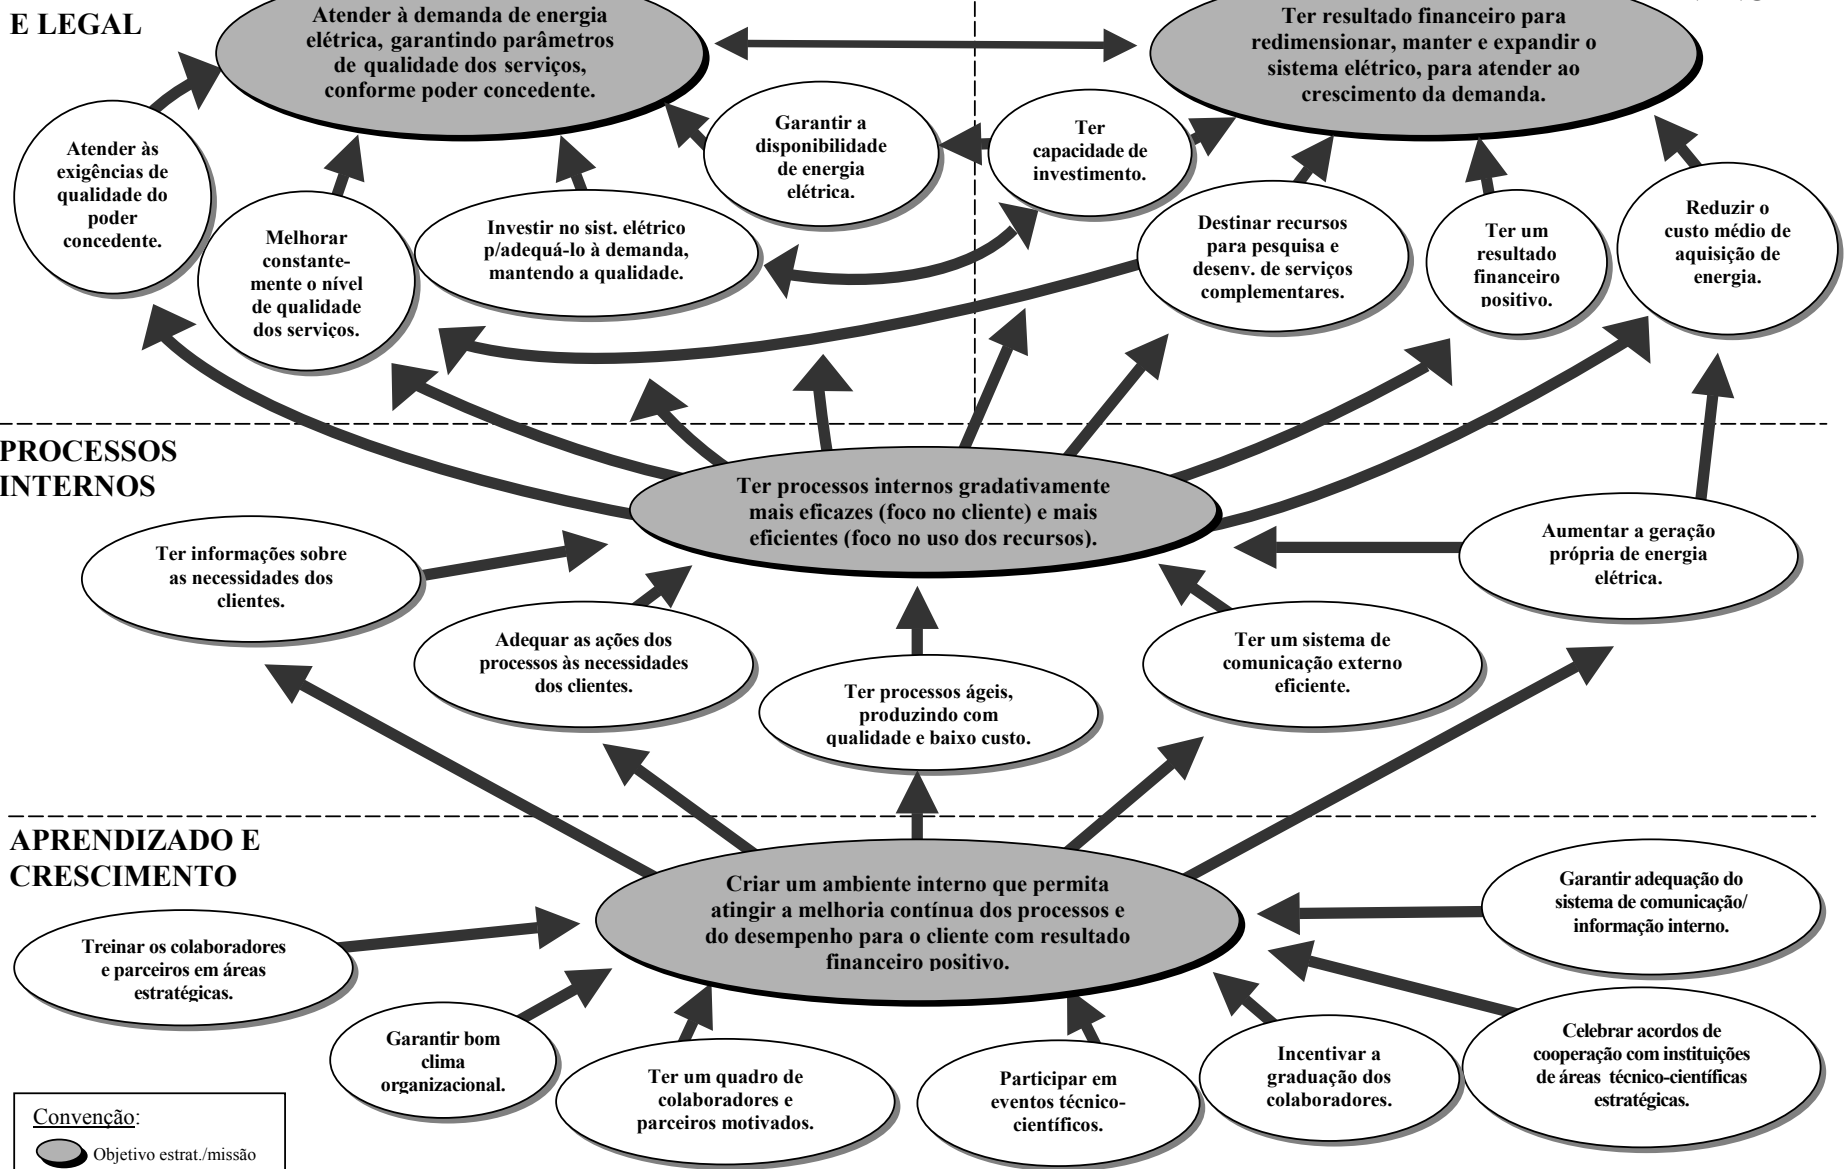 E LEGAL
Atender à demanda de energia
elétrica, garantindo parâmetros
de qualidade dos serviços,
conforme poder concedente.
Ter resultado financeiro para
redimensionar, manter e expandir o
sistema elétrico, para atender ao
crescimento da demanda.
Atender às
exigências de
qualidade do
poder
concedente.
Melhorar
constante-
mente o nível
de qualidade
dos serviços.
Investir no sist. elétrico
p/adequá-lo à demanda,
mantendo a qualidade.
Garantir a
disponibilidade
de energia
elétrica.
Ter
capacidade de
investimento.
Destinar recursos
para pesquisa e
desenv. de serviços
complementares.
Ter um
resultado
financeiro
positivo.
Reduzir o
custo médio de
aquisição de
energia.
PROCESSOS
INTERNOS
Ter processos internos gradativamente
mais eficazes (foco no cliente) e mais
eficientes (foco no uso dos recursos).
Ter informações sobre
as necessidades dos
clientes.
Adequar as ações dos
processos às necessidades
dos clientes.
Ter processos ágeis,
produzindo com
qualidade e baixo custo.
Ter um sistema de
comunicação externo
eficiente.
Aumentar a geração
própria de energia
elétrica.
APRENDIZADO E
CRESCIMENTO
Criar um ambiente interno que permita
atingir a melhoria contínua dos processos e
do desempenho para o cliente com resultado
financeiro positivo.
Treinar os colaboradores
e parceiros em áreas
estratégicas.
Garantir bom
clima
organizacional.
Ter um quadro de
colaboradores e
parceiros motivados.
Participar em
eventos técnico-
científicos.
Incentivar a
graduação dos
colaboradores.
Garantir adequação do
sistema de comunicação/
informação interno.
Celebrar acordos de
cooperação com instituições
de áreas técnico-científicas
estratégicas.
Convenção:
Objetivo estrat./missão